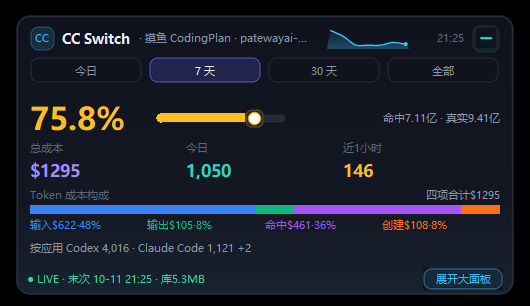 CC CC Switch · 摸鱼 CodingPlan · patewayai-... 21:25
今日 7 天 30 天 全部
75.8% 命中7.11亿 · 真实9.41亿
总成本 今日 近1小时
$1295 1,050 146
Token 成本构成 四项合计$1295
输入$622·48% 输出$105·8% 命中$461·36% 创建$108·8%
按应用 Codex 4,016 · Claude Code 1,121 +2
LIVE · 末次 10-11 21:25 · 库5.3MB 展开大面板